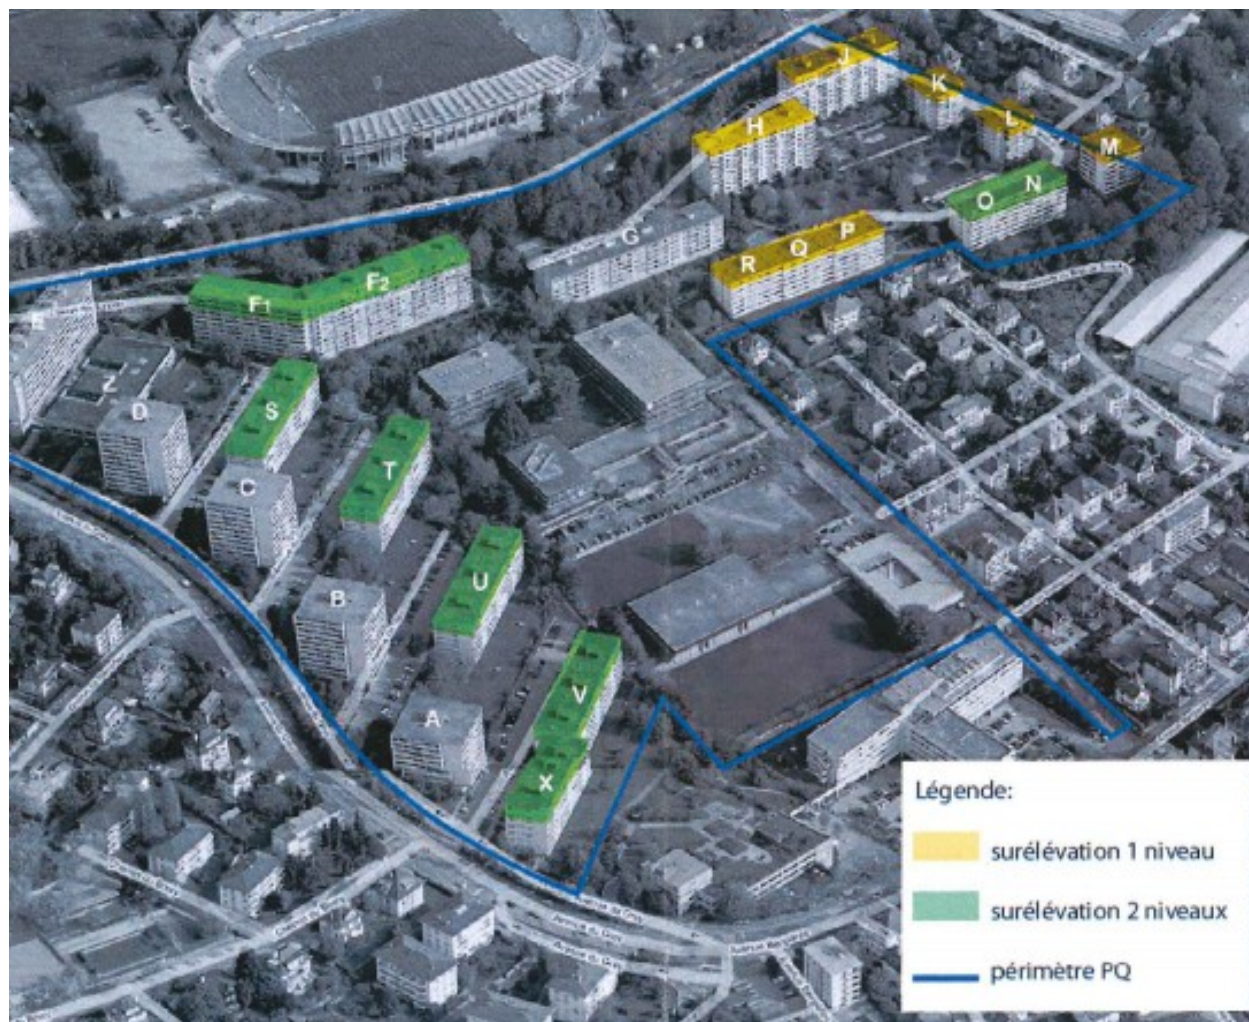 J
K
H
L
M
G
O N
R Q P
F1 F2
E
Z
D
S
C
T
B
U
A
V
X
Légende:
surélévation 1 niveau
surélévation 2 niveaux
périmètre PQ